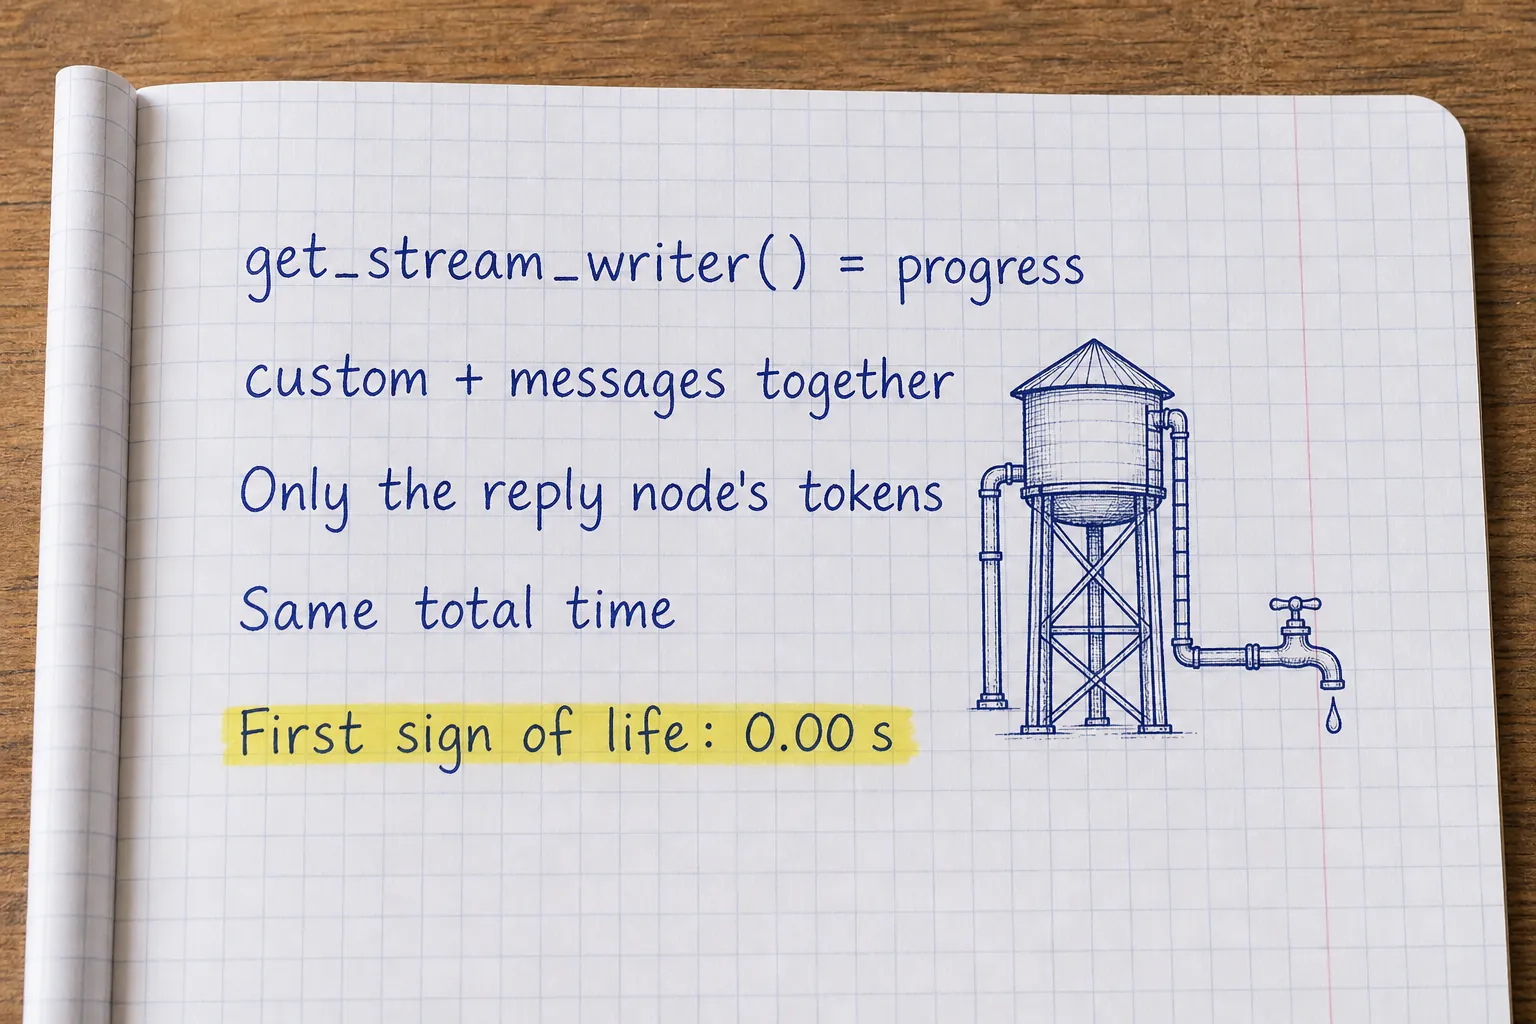 get_stream_writer() = progress
custom + messages together
Only the reply node's tokens
Same total time
First sign of life: 0.00 s